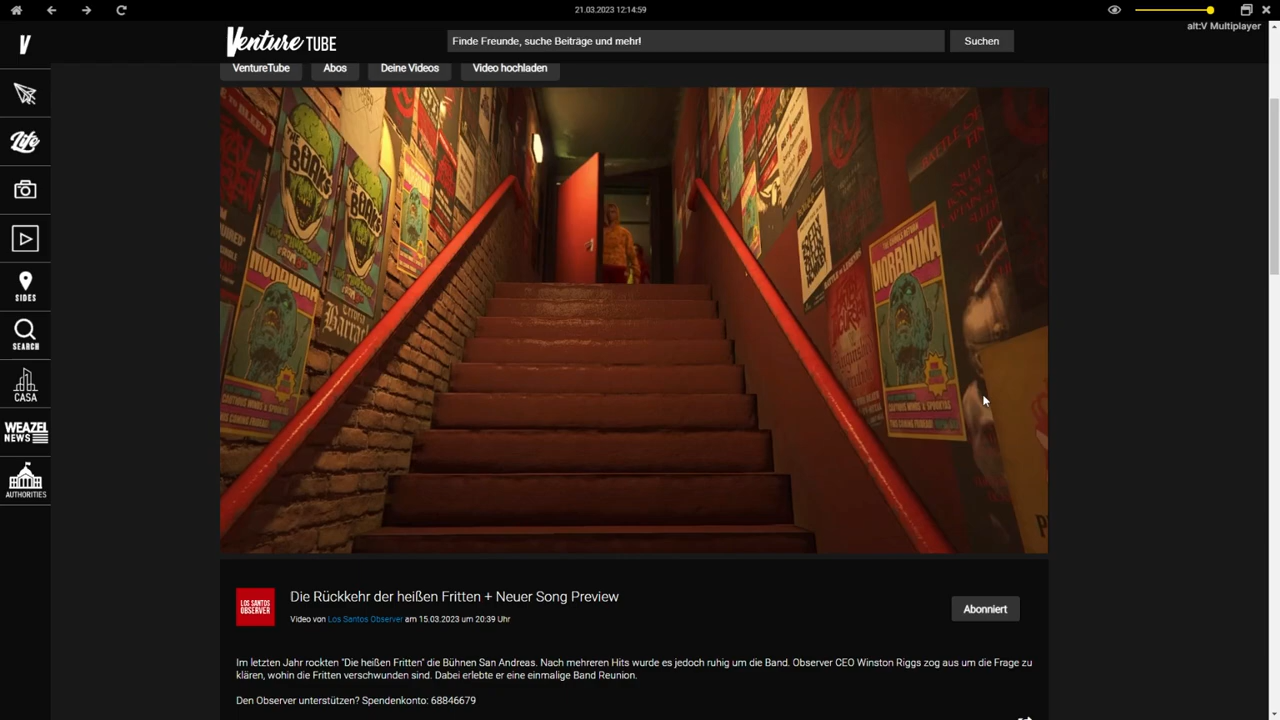 21.03.2023 12:14:59
alt:V Multiplayer
V
Venture TUBE
Finde Freunde, suche Beiträge und mehr!
Suchen
VentureTube
Abos
Deine Videos
Video hochladen
Life
SIDES
SEARCH
CASA
WEAZEL
NEWS
AUTHORITIES
THE BOARS
MORBIDINA
MORBIDINA
LOS SANTOS
OBSERVER
Die Rückkehr der heißen Fritten + Neuer Song Preview
Video von Los Santos Observer am 15.03.2023 um 20:39 Uhr
Abonniert
Im letzten Jahr rockten "Die heißen Fritten" die Bühnen San Andreas. Nach mehreren Hits wurde es jedoch ruhig um die Band. Observer CEO Winston Riggs zog aus um die Frage zu
klären, wohin die Fritten verschwunden sind. Dabei erlebte er eine einmalige Band Reunion.
Den Observer unterstützen? Spendenkonto: 68846679